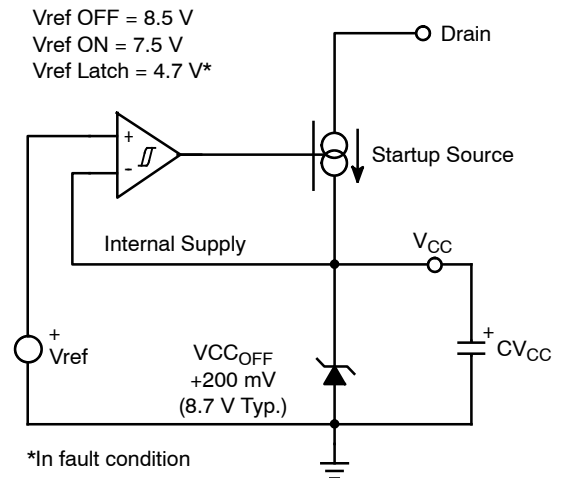 Vref OFF = 8.5 V
Vref ON = 7.5 V
Vref Latch = 4.7 V*
Drain
+
-
Startup Source
Internal Supply
VCC
+
Vref
VCCOFF
+200 mV
(8.7 V Typ.)
+
CVCC
*In fault condition